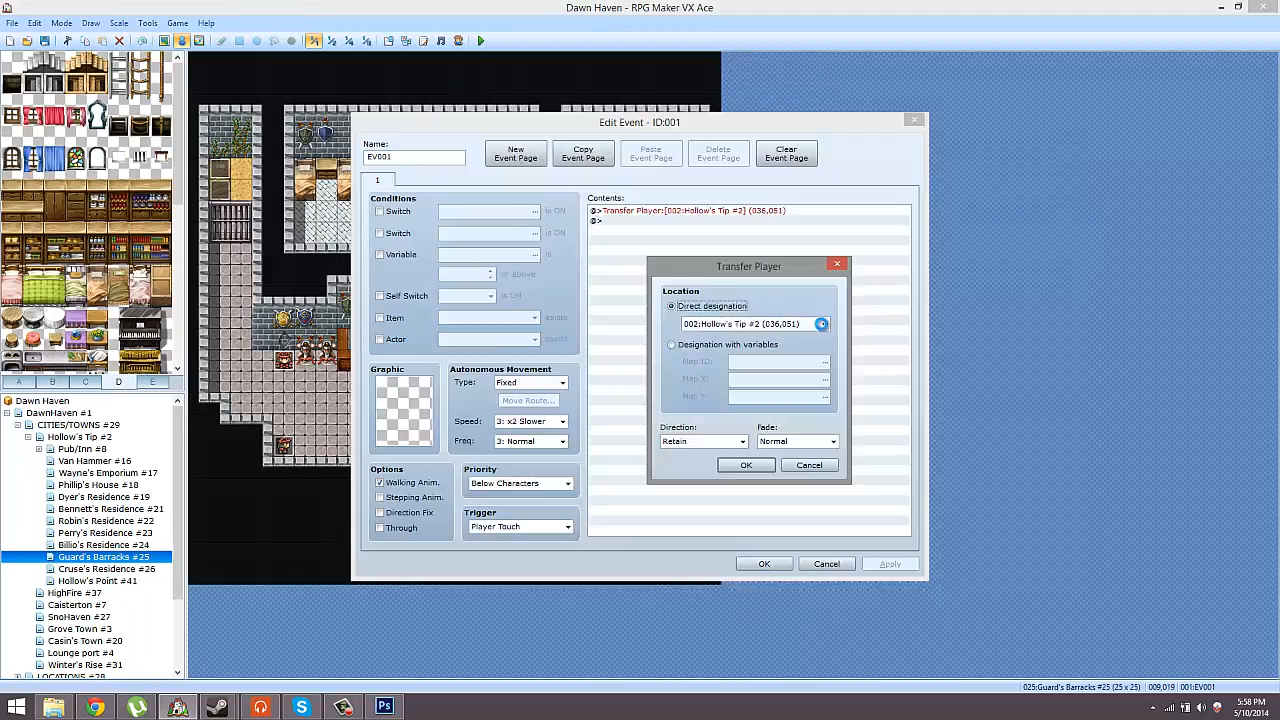 Dawn Haven - RPG Maker VX Ace
File Edit Mode Draw Scale Tools Game Help
Edit Event - ID:001
Name:
EV001
New Event Page
Copy Event Page
Paste Event Page
Delete Event Page
Clear Event Page
1
Conditions
Switch ... is ON
Switch ... is ON
Variable ... is
or above
Self Switch is ON
Item exists
Actor exists
Graphic
Autonomous Movement
Type: Fixed
Move Route...
Speed: 3: x2 Slower
Freq: 3: Normal
Options
Walking Anim.
Stepping Anim.
Direction Fix
Through
Priority
Below Characters
Trigger
Player Touch
Contents:
@>Transfer Player:[002:Hollow's Tip #2] (036,051)
@>
OK Cancel Apply
Transfer Player
Location
Direct designation
002:Hollow's Tip #2 (036,051)
Designation with variables
Map ID: ...
Map X: ...
Map Y: ...
Direction: Fade:
Retain Normal
OK Cancel
A B C D E
Dawn Haven
DawnHaven #1
CITIES/TOWNS #29
Hollow's Tip #2
Pub/Inn #8
Van Hammer #16
Wayne's Emporium #17
Phillip's House #18
Dyer's Residence #19
Bennett's Residence #21
Robin's Residence #22
Perry's Residence #23
Billio's Residence #24
Guard's Barracks #25
Cruse's Residence #26
Hollow's Point #41
HighFire #37
Caisterton #7
SnoHaven #27
Grove Town #3
Casin's Town #20
Lounge port #4
Winter's Rise #31
LOCATIONS #28
025:Guard's Barracks #25 (25 x 25) 009,019 001:EV001
Ps
5:58 PM
5/10/2014